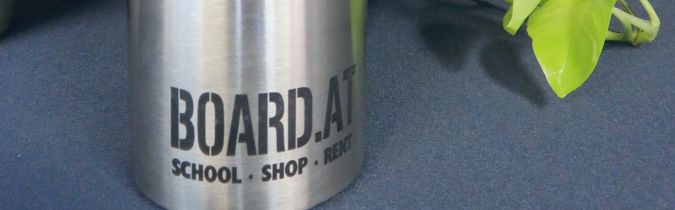 BOARD.AT
SCHOOL · SHOP · RENT